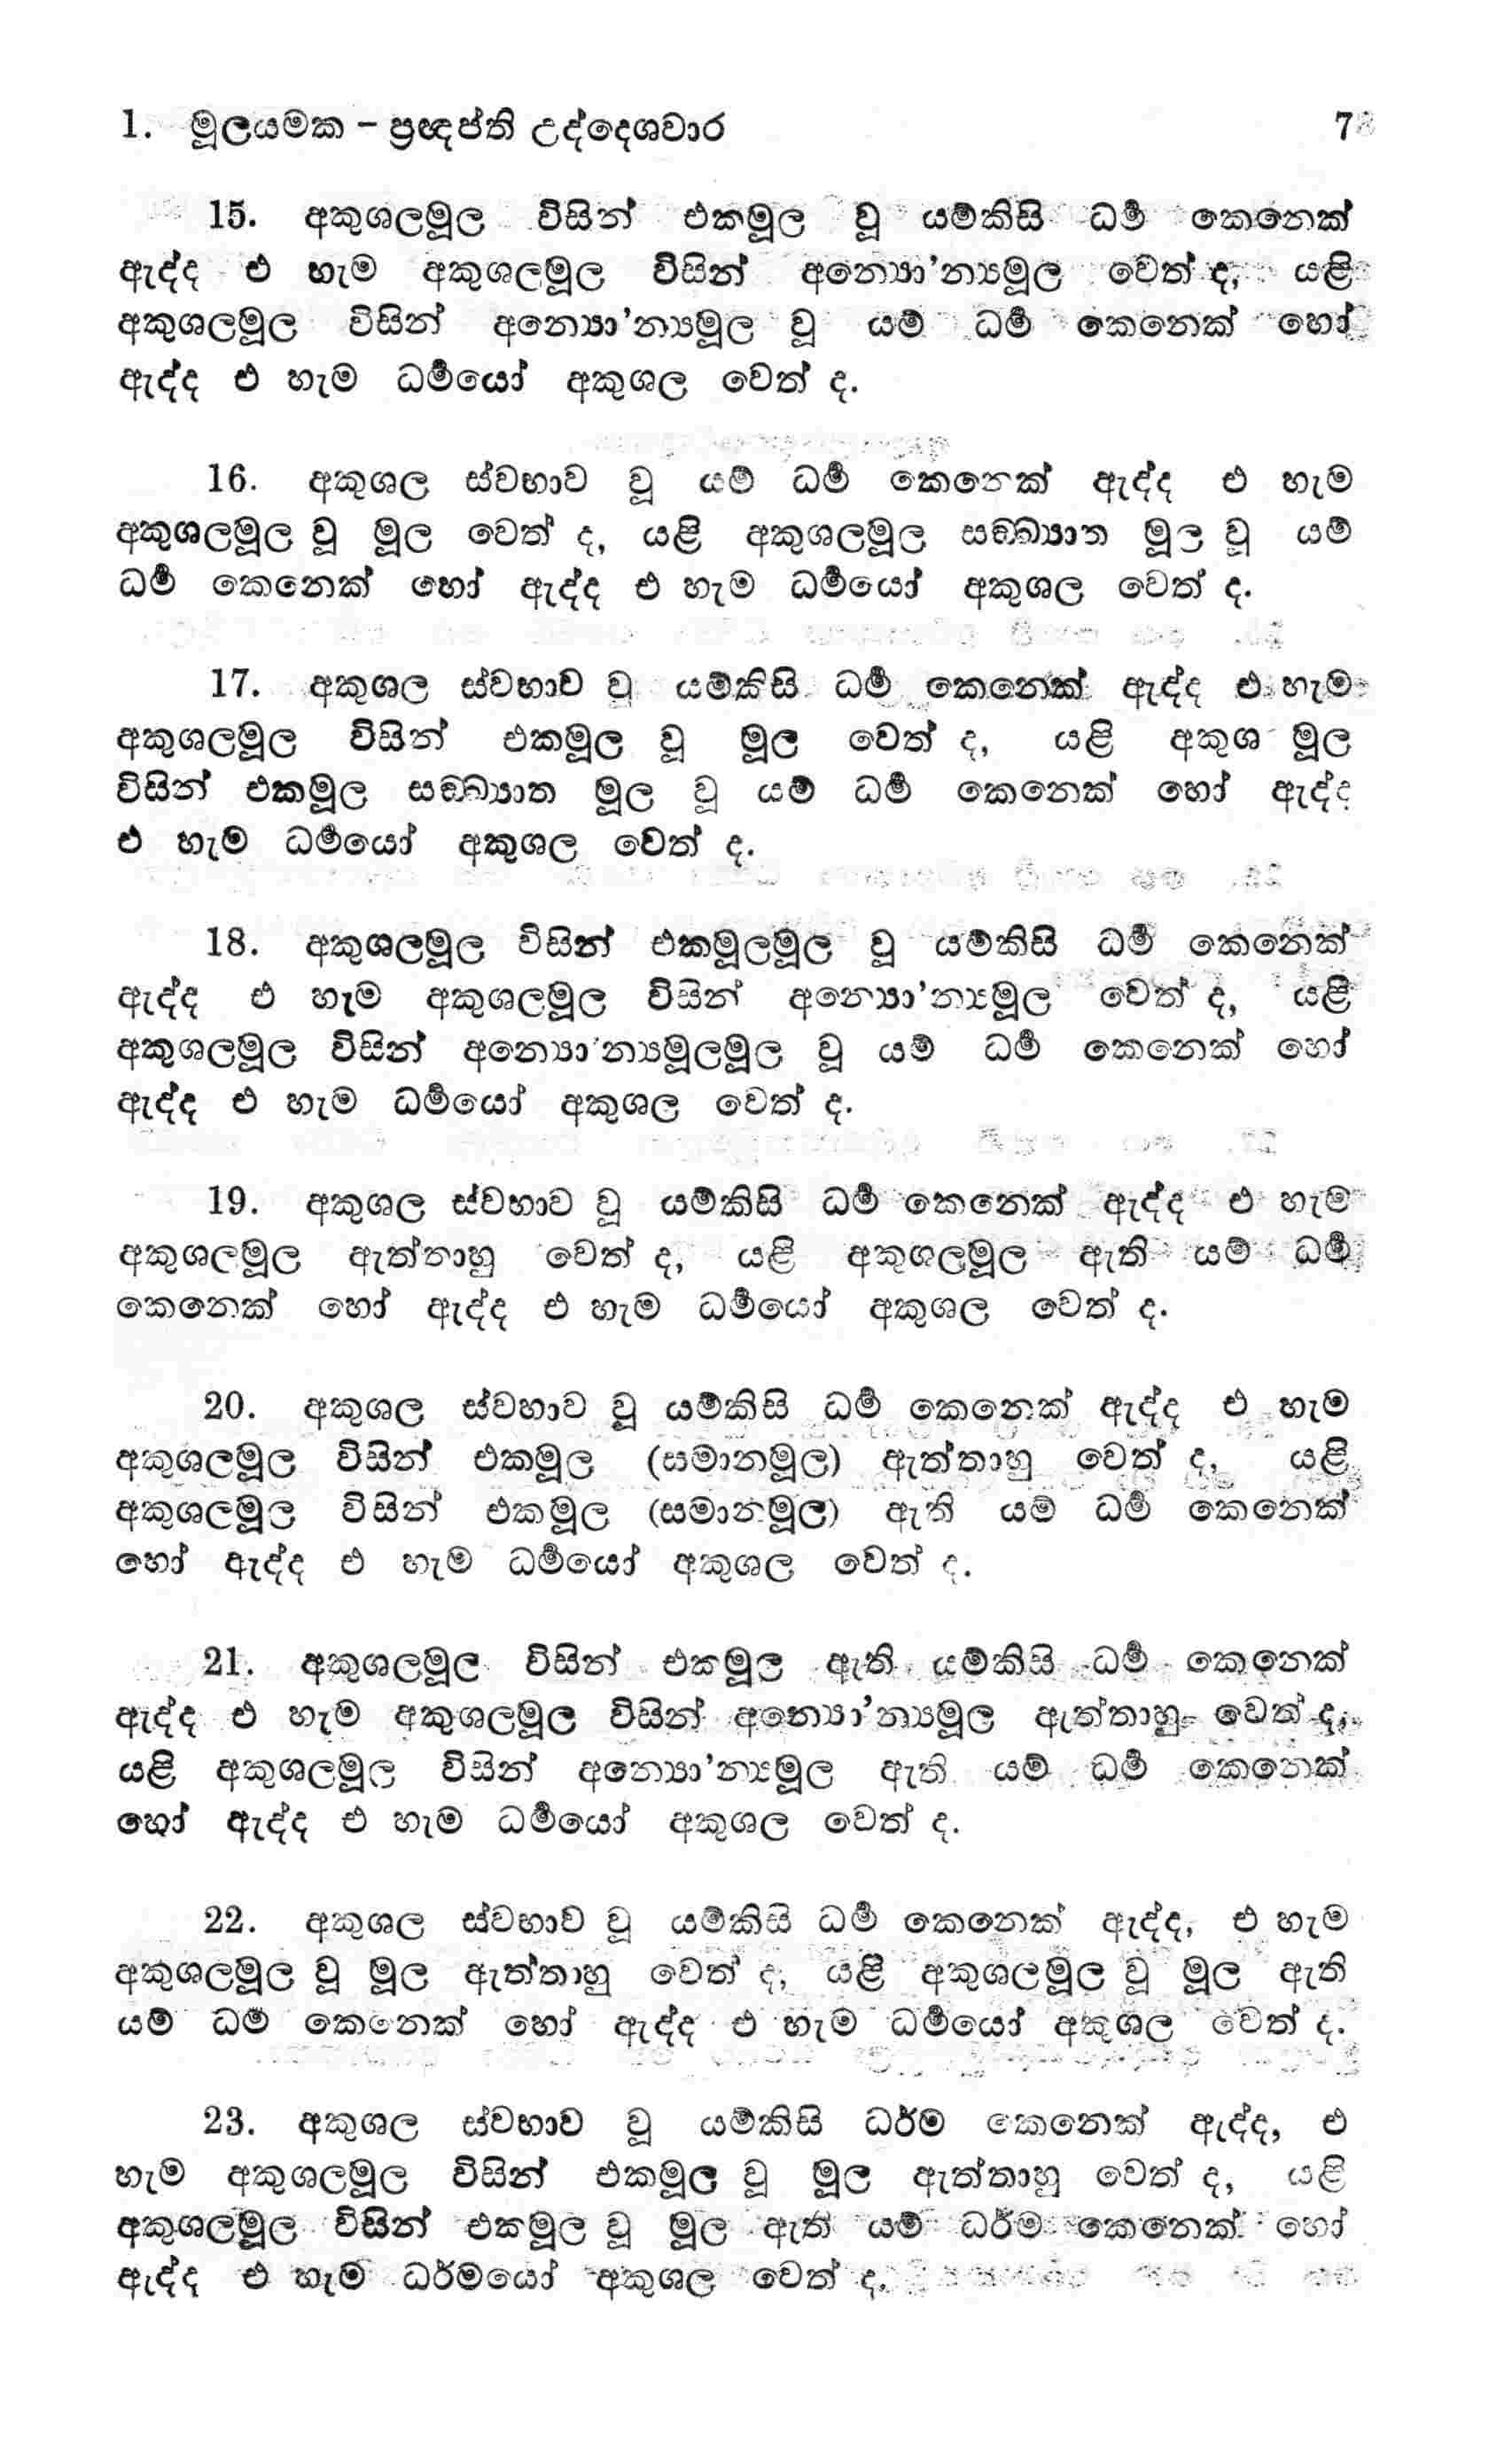 1. මූලයමක – ප්‍රඥප්ති උද්දෙශවාර 7
15. අකුශලමූල විසින් එකමූල වූ යම්කිසි ධර්‍ම කෙනෙක්
ඇද්ද එ හැම අකුශලමූල විසින් අන්‍යො'න්‍යමූල වෙත් ද, යළි
අකුශලමූල විසින් අන්‍යො'න්‍යමූල වූ යම් ධර්‍ම කෙනෙක් හෝ
ඇද්ද එ හැම ධර්‍මයෝ අකුශල වෙත් ද.
16. අකුශල ස්වභාව වූ යම් ධර්‍ම කෙනෙක් ඇද්ද එ හැම
අකුශලමූල වූ මූල වෙත් ද, යළි අකුශලමූල සඞ්ඛ්‍යාත මූල වූ යම්
ධර්‍ම කෙනෙක් හෝ ඇද්ද එ හැම ධර්‍මයෝ අකුශල වෙත් ද.
17. අකුශල ස්වභාව වූ යම්කිසි ධර්‍ම කෙනෙක් ඇද්ද එ හැම
අකුශලමූල විසින් එකමූල වූ මූල වෙත් ද, යළි අකුශ මූල
විසින් එකමූල සඞ්ඛ්‍යාත මූල වූ යම් ධර්‍ම කෙනෙක් හෝ ඇද්ද
එ හැම ධර්‍මයෝ අකුශල වෙත් ද.
18. අකුශලමූල විසින් එකමූලමූල වූ යම්කිසි ධර්‍ම කෙනෙක්
ඇද්ද එ හැම අකුශලමූල විසින් අන්‍යො'න්‍යමූල වෙත් ද, යළි
අකුශලමූල විසින් අන්‍යො'න්‍යමූලමූල වූ යම් ධර්‍ම කෙනෙක් හෝ
ඇද්ද එ හැම ධර්‍මයෝ අකුශල වෙත් ද.
19. අකුශල ස්වභාව වූ යම්කිසි ධර්‍ම කෙනෙක් ඇද්ද එ හැම
අකුශලමූල ඇත්තාහු වෙත් ද, යළි අකුශලමූල ඇති යම් ධර්‍ම
කෙනෙක් හෝ ඇද්ද එ හැම ධර්‍මයෝ අකුශල වෙත් ද.
20. අකුශල ස්වභාව වූ යම්කිසි ධර්‍ම කෙනෙක් ඇද්ද එ හැම
අකුශලමූල විසින් එකමූල (සමානමූල) ඇත්තාහු වෙත් ද, යළි
අකුශලමූල විසින් එකමූල (සමානමූල) ඇති යම් ධර්‍ම කෙනෙක්
හෝ ඇද්ද එ හැම ධර්‍මයෝ අකුශල වෙත් ද.
21. අකුශලමූල විසින් එකමූල ඇති යම්කිසි ධර්‍ම කෙනෙක්
ඇද්ද එ හැම අකුශලමූල විසින් අන්‍යො'න්‍යමූල ඇත්තාහු වෙත් ද,
යළි අකුශලමූල විසින් අන්‍යො'න්‍යමූල ඇති යම් ධර්‍ම කෙනෙක්
හෝ ඇද්ද එ හැම ධර්‍මයෝ අකුශල වෙත් ද.
22. අකුශල ස්වභාව වූ යම්කිසි ධර්‍ම කෙනෙක් ඇද්ද, එ හැම
අකුශලමූල වූ මූල ඇත්තාහු වෙත් ද, යළි අකුශලමූල වූ මූල ඇති
යම් ධර්‍ම කෙනෙක් හෝ ඇද්ද එ හැම ධර්‍මයෝ අකුශල වෙත් ද.
23. අකුශල ස්වභාව වූ යම්කිසි ධර්ම කෙනෙක් ඇද්ද, එ
හැම අකුශලමූල විසින් එකමූල වූ මූල ඇත්තාහු වෙත් ද, යළි
අකුශලමූල විසින් එකමූල වූ මූල ඇති යම් ධර්ම කෙනෙක් හෝ
ඇද්ද එ හැම ධර්මයෝ අකුශල වෙත් ද.